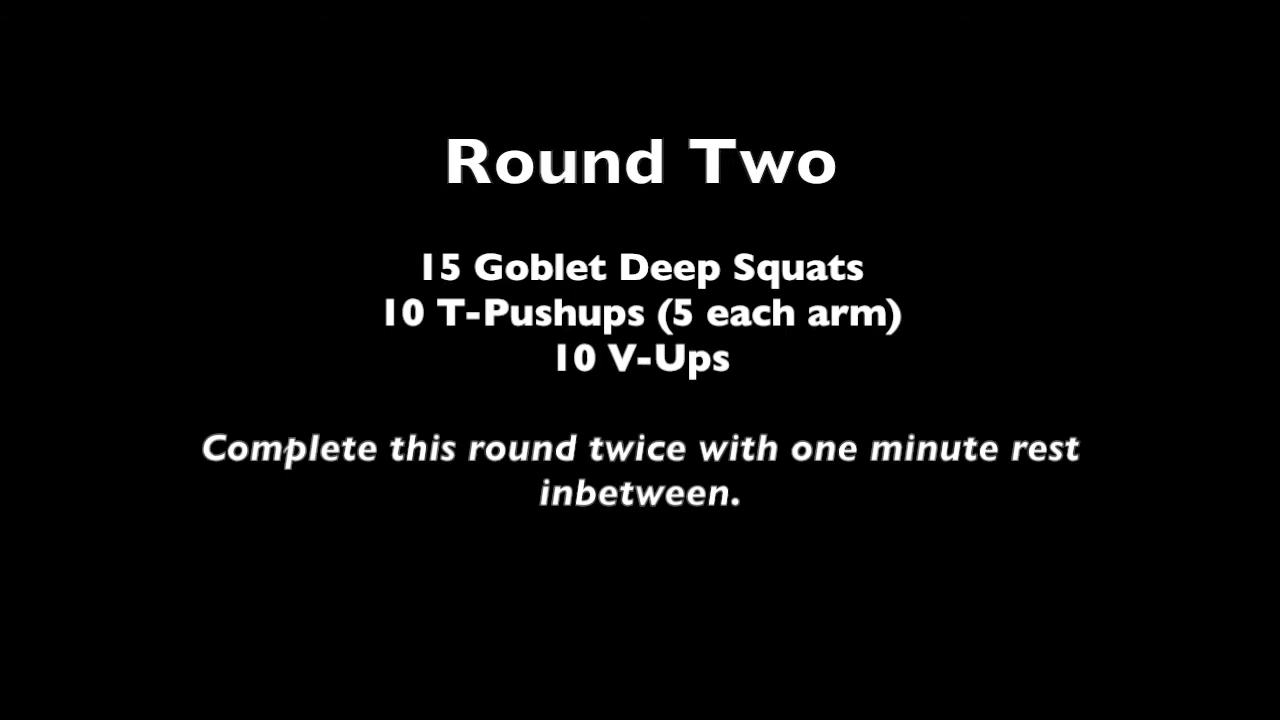 Round Two
15 Goblet Deep Squats
10 T-Pushups (5 each arm)
10 V-Ups
Complete this round twice with one minute rest
inbetween.